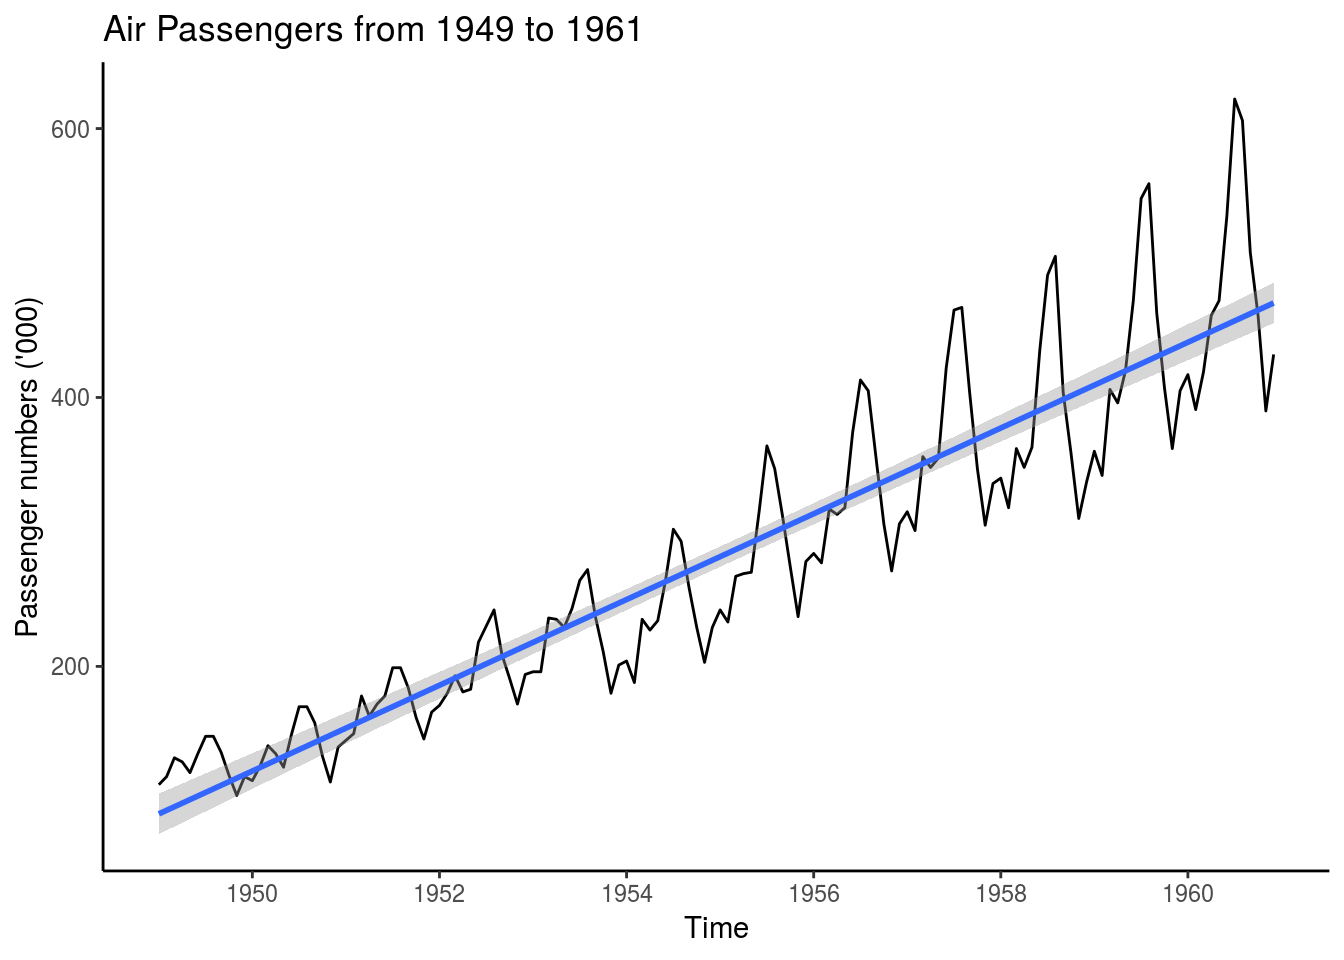 Air Passengers from 1949 to 1961
Passenger numbers ('000)
600
400
200
1950 1952 1954 1956 1958 1960
Time